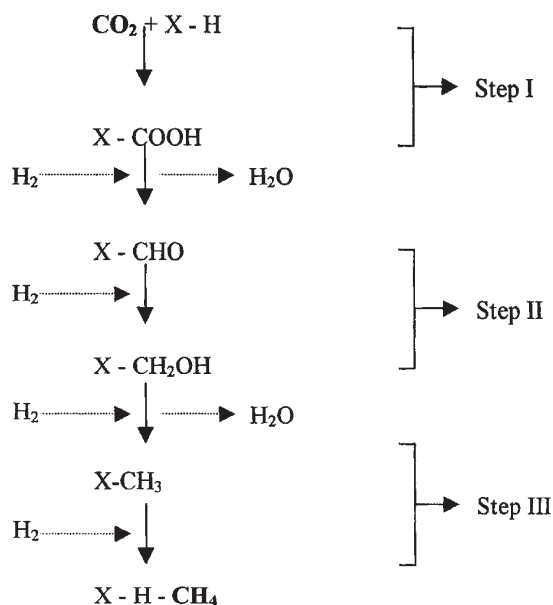 CO₂ + X - H
Step I
X - COOH
H₂ H₂O
X - CHO
H₂
Step II
X - CH₂OH
H₂ H₂O
X-CH₃
Step III
H₂
X - H - CH₄